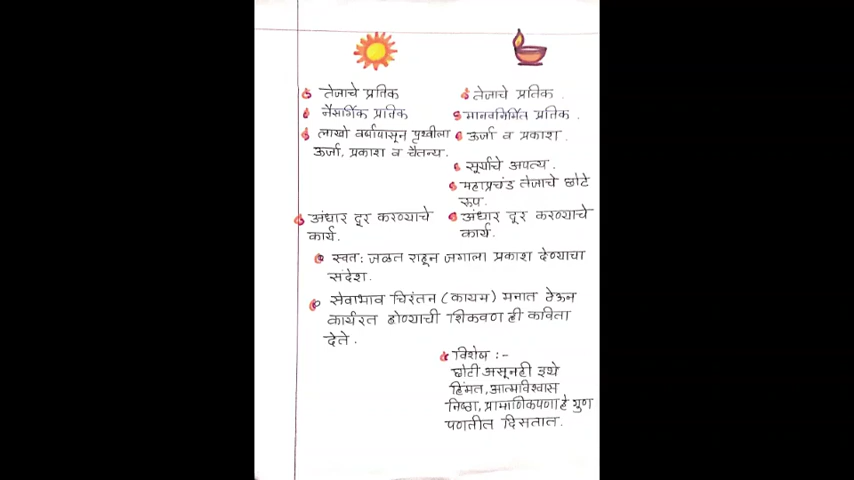 तेजाचे प्रतिक
नैसर्गिक प्रतिक
लाखो वर्षांपासून पृथ्वीला
ऊर्जा, प्रकाश व चैतन्य.
तेजाचे प्रतिक.
मानवनिर्मित प्रतिक.
ऊर्जा व प्रकाश.
सूर्याचे अपत्य.
महाप्रचंड तेजाचे छोटे
रुप.
अंधार दूर करण्याचे
कार्य.
अंधार दूर करण्याचे
कार्य.
स्वतः जळत राहून जगाला प्रकाश देण्याचा
संदेश.
सेवाभाव चिरंतन (कायम) मनात ठेऊन
कार्यरत होण्याची शिकवण ही कविता
देते.
विशेष :-
छोटी असूनही इथे
हिंमत, आत्मविश्वास
निष्ठा, प्रामाणिकपणा हे गुण
पणतीत दिसतात.